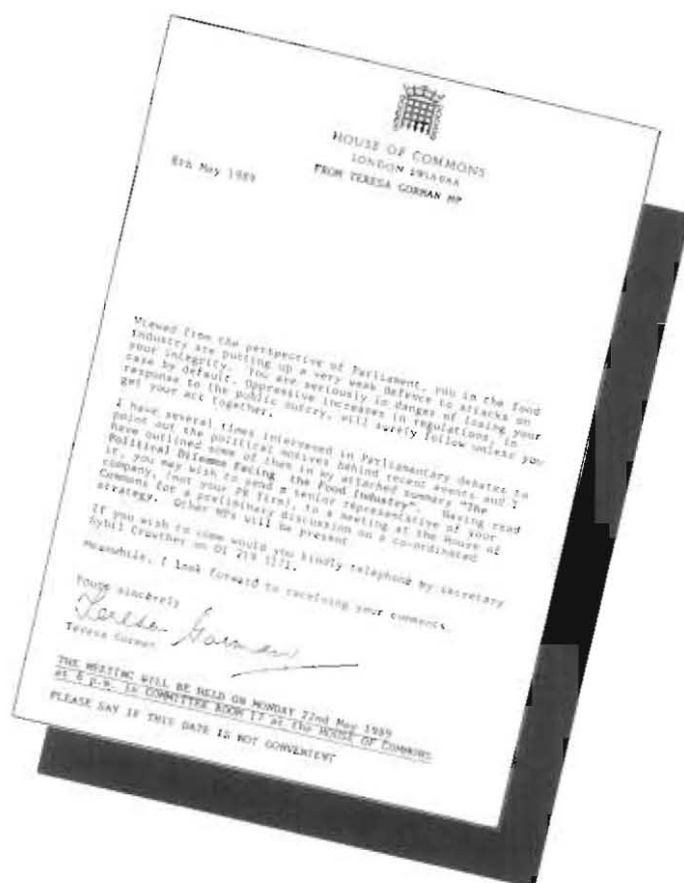 HOUSE OF COMMONS
LONDON SW1A 0AA
FROM TERESA GORMAN MP
8th May 1989
Viewed from the perspective of Parliament, you in the food
industry are putting up a very weak defence to attacks on
your integrity. You are seriously in danger of losing your
case by default. Oppressive increases in regulations, in
response to the public outcry, will surely follow unless you
get your act together.
I have several times intervened in Parliamentary debates to
point out the political motives behind recent events and I
have outlined some of them in my attached summary "The
Political Dilemma Facing the Food Industry". Having read
it, you may wish to send a senior representative of your
company, (not your PR firm), to a meeting at the House of
Commons for a preliminary discussion on a co-ordinated
strategy. Other MPs will be present
If you wish to come would you kindly telephone my secretary
Sybil Crowther on 01 219
Meanwhile, I look forward to receiving your comments.
Yours sincerely
Teresa Gorman
Teresa Gorman
THE MEETING WILL BE HELD ON MONDAY 22nd May 1989
at 6 p.m. in COMMITTEE ROOM 17 at the HOUSE OF COMMONS
PLEASE SAY IF THIS DATE IS NOT CONVENIENT